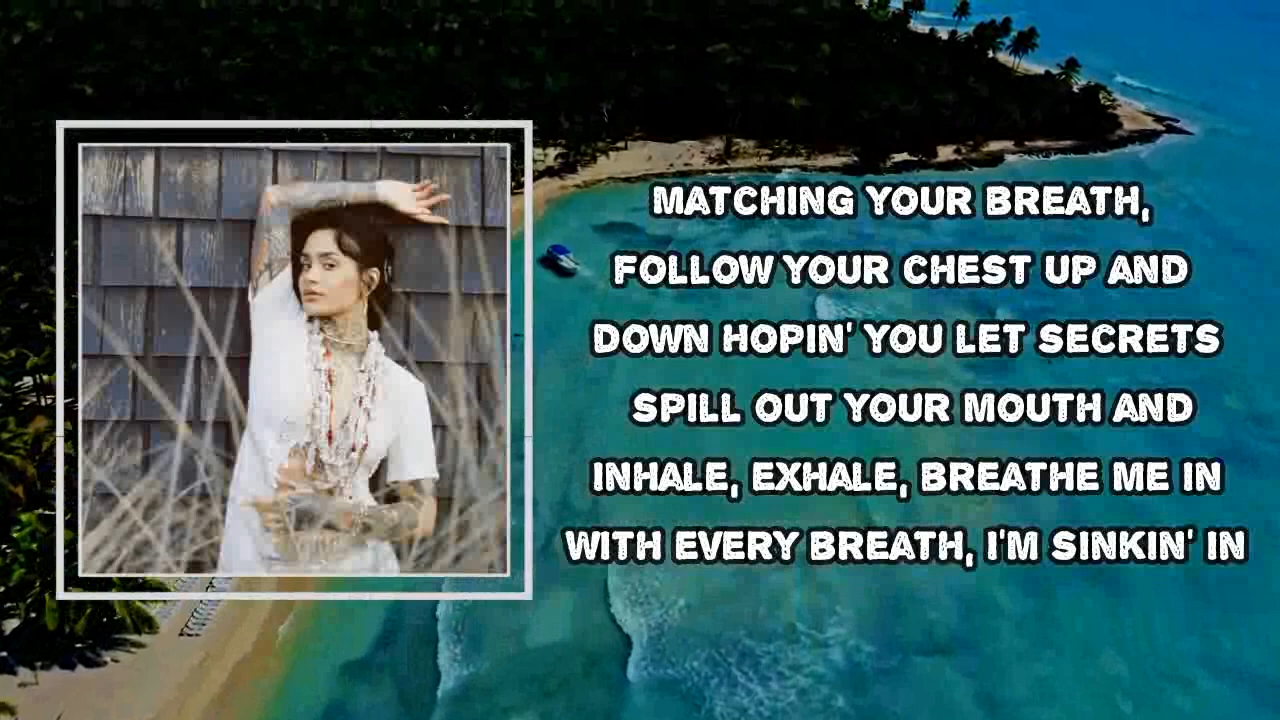 MATCHING YOUR BREATH,
FOLLOW YOUR CHEST UP AND
DOWN HOPIN' YOU LET SECRETS
SPILL OUT YOUR MOUTH AND
INHALE, EXHALE, BREATHE ME IN
WITH EVERY BREATH, I'M SINKIN' IN